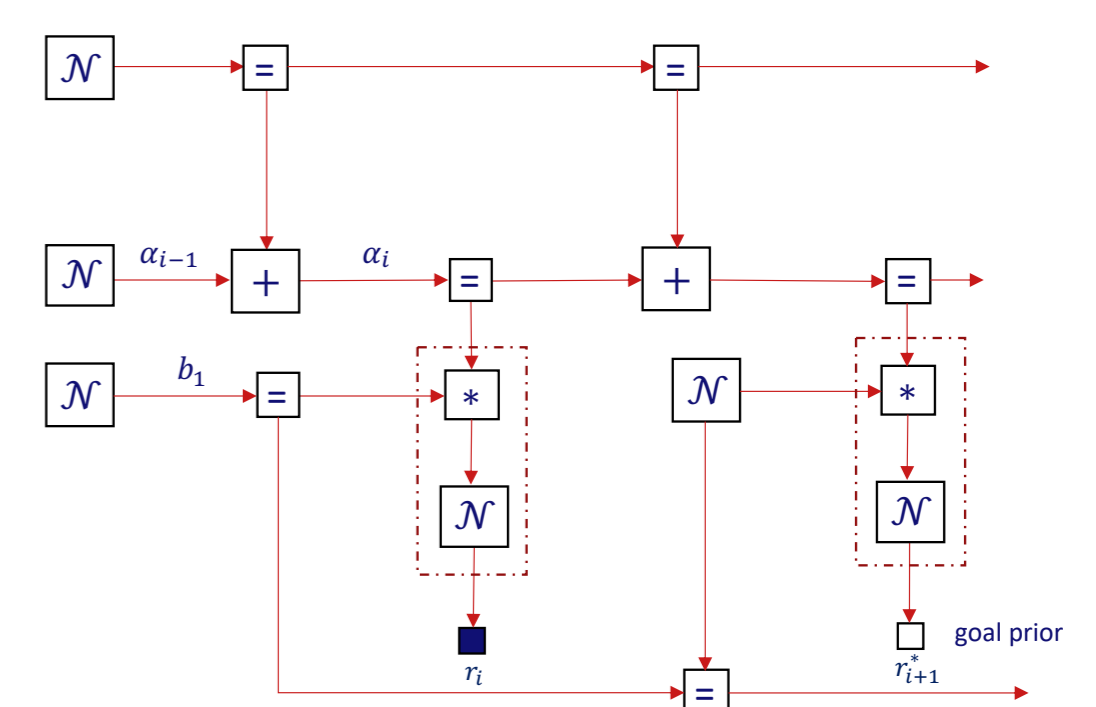 𝒩 = =
α_{i−1} α_i
𝒩 + = + =
b_1
𝒩 = * 𝒩 *
𝒩 𝒩
goal prior
r_i r^*_{i+1}
=